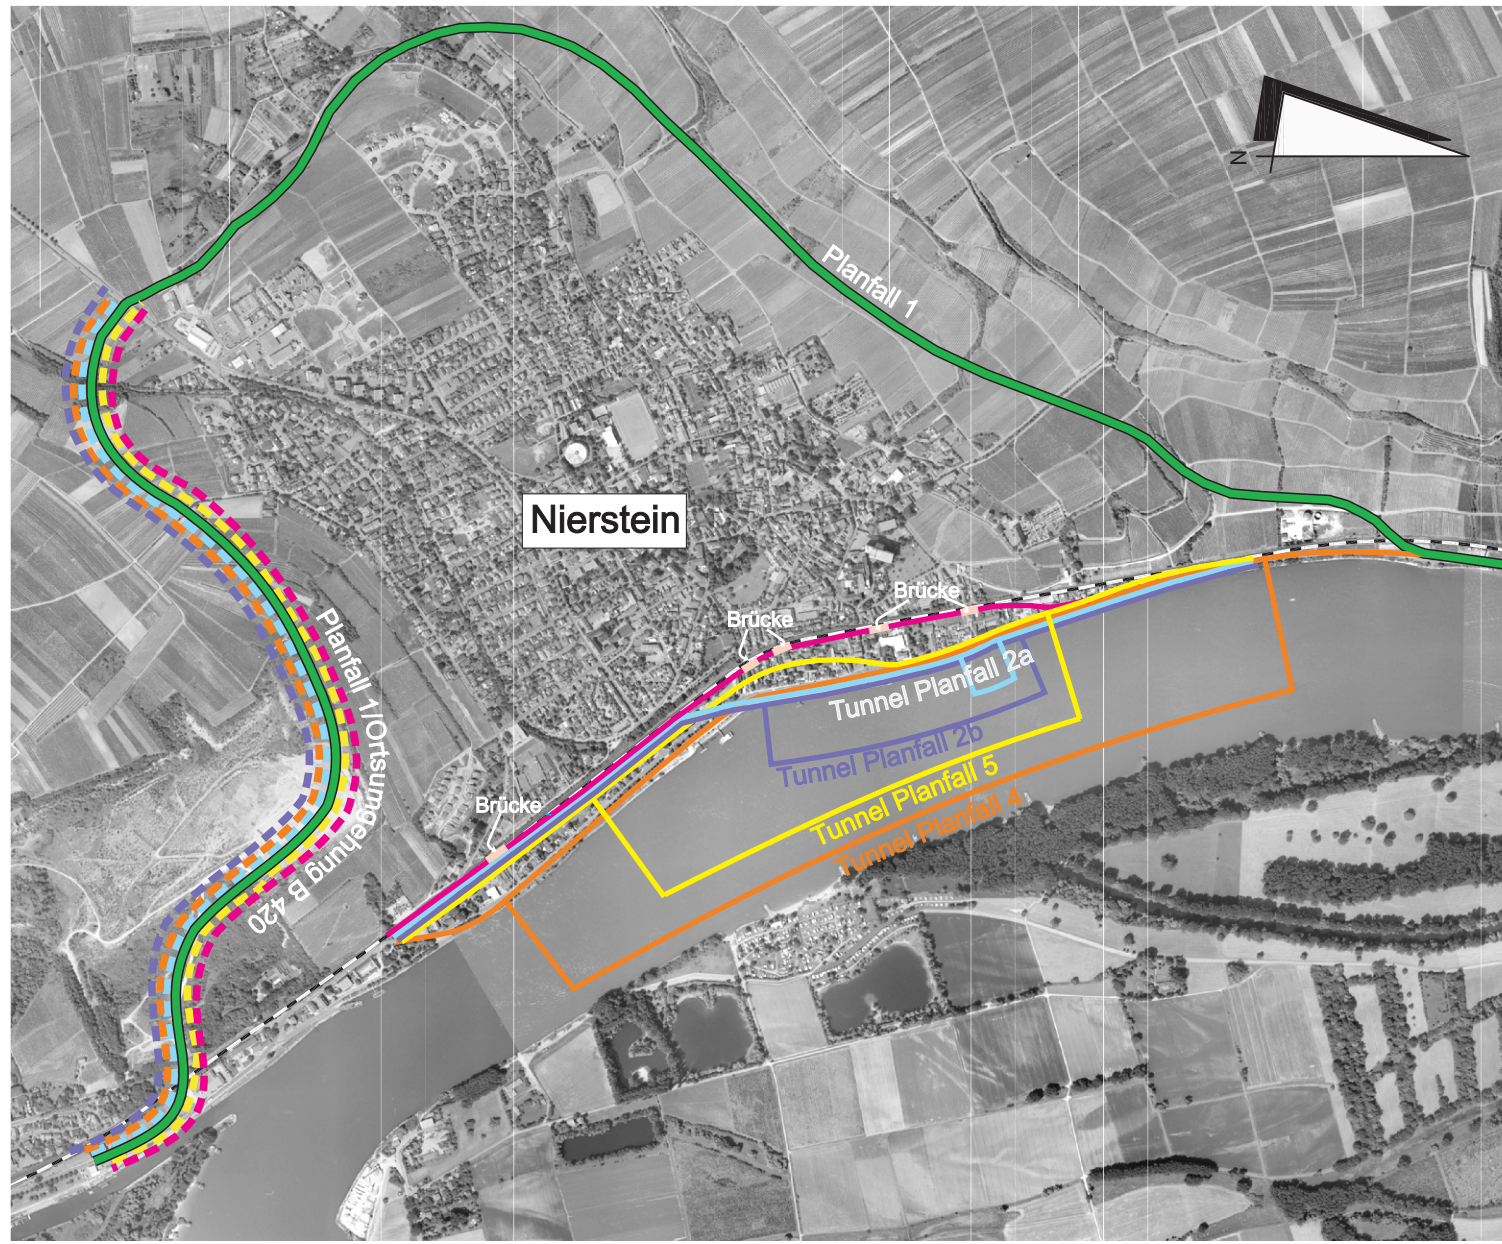 N
Planfall 1
Nierstein
Brücke
Brücke
Planfall 1/Ortsumgehung B 420
Tunnel Planfall 2a
Tunnel Planfall 2b
Tunnel Planfall 5
Brücke
Tunnel Planfall 4